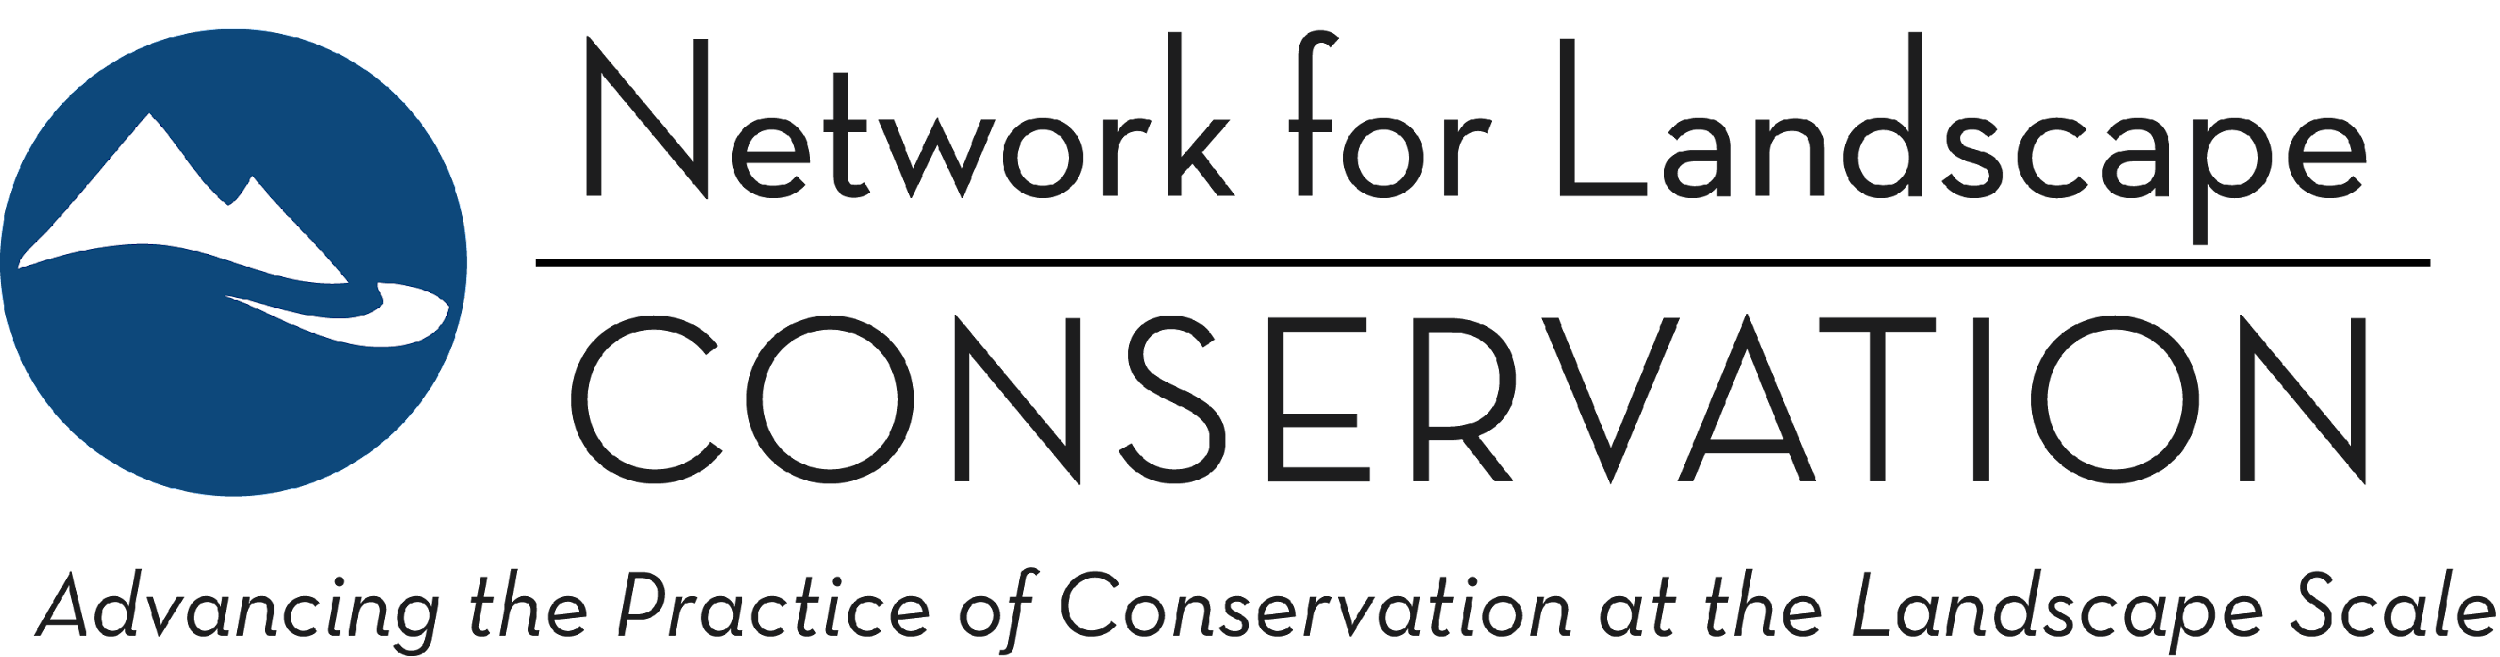 Network for Landscape
CONSERVATION
Advancing the Practice of Conservation at the Landscape Scale